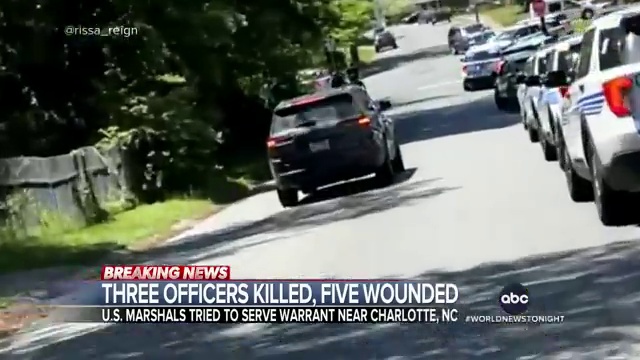 @rissa_reign
BREAKING NEWS
THREE OFFICERS KILLED, FIVE WOUNDED
U.S. MARSHALS TRIED TO SERVE WARRANT NEAR CHARLOTTE, NC
abc
#WORLDNEWSTONIGHT